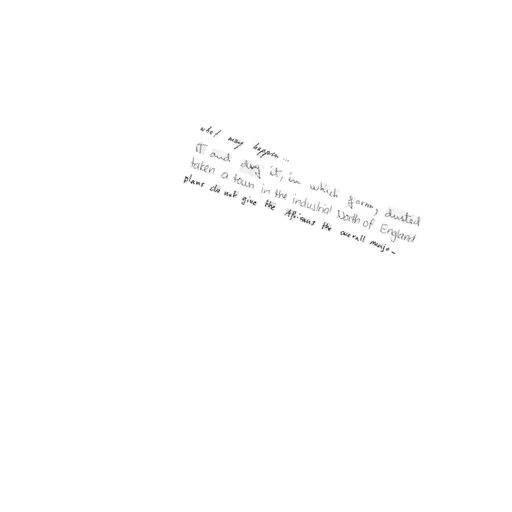 what may happen ...
IT and dry it, in which form, dusted
taken a town in the industrial North of England
plans do not give the Africans the overall majo-